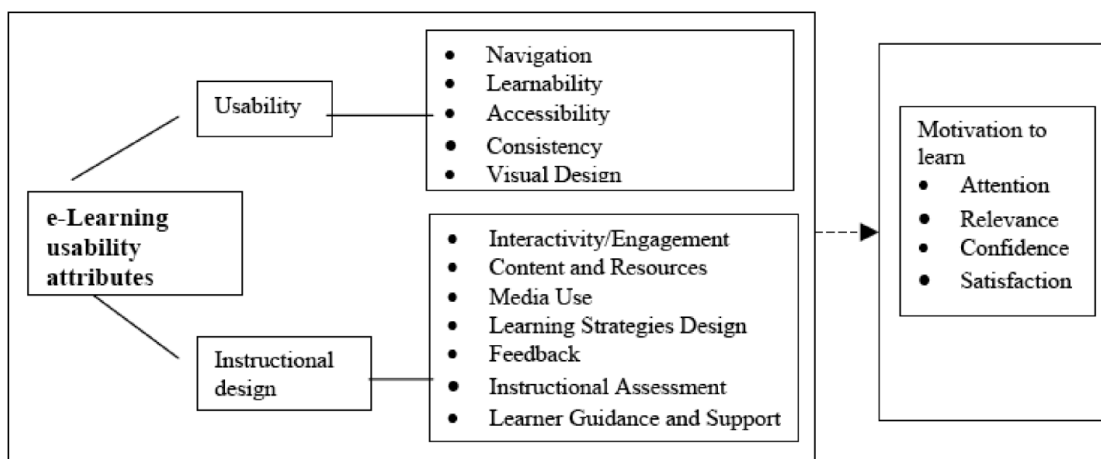 Usability
• Navigation
• Learnability
• Accessibility
• Consistency
• Visual Design
e-Learning
usability
attributes
Instructional
design
• Interactivity/Engagement
• Content and Resources
• Media Use
• Learning Strategies Design
• Feedback
• Instructional Assessment
• Learner Guidance and Support
Motivation to
learn
• Attention
• Relevance
• Confidence
• Satisfaction